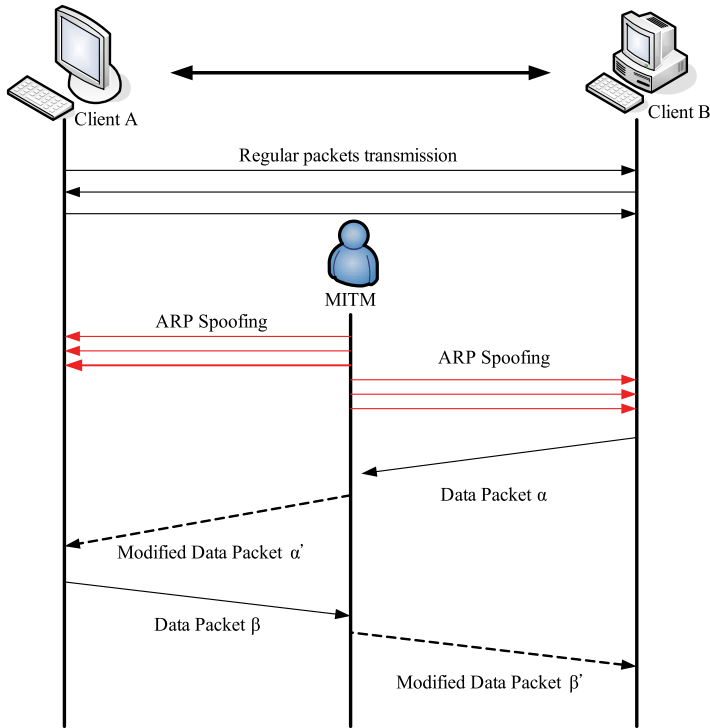 Client A
Client B
Regular packets transmission
MITM
ARP Spoofing
ARP Spoofing
Data Packet α
Modified Data Packet α’
Data Packet β
Modified Data Packet β’